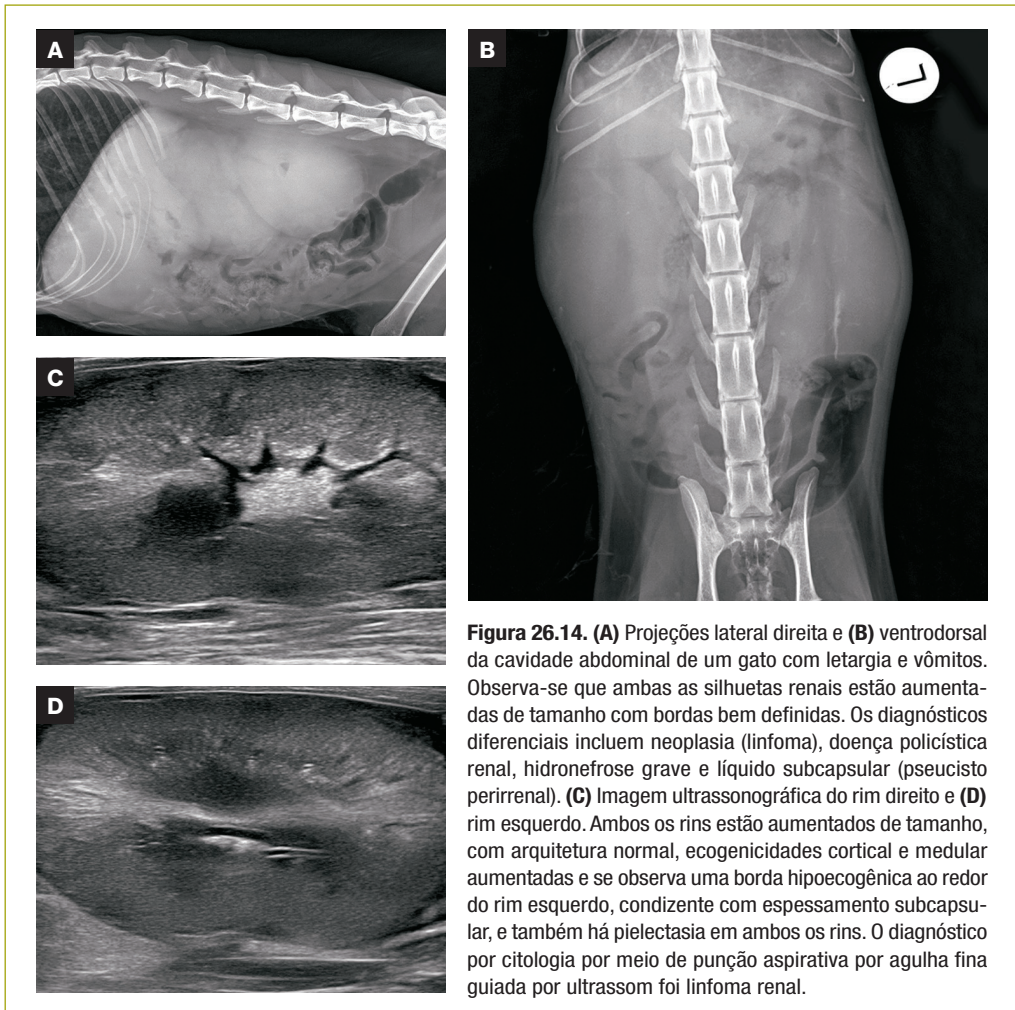 A
B
L
C
D
Figura 26.14. (A) Projeções lateral direita e (B) ventrodorsal
da cavidade abdominal de um gato com letargia e vômitos.
Observa-se que ambas as silhuetas renais estão aumenta-
das de tamanho com bordas bem definidas. Os diagnósticos
diferenciais incluem neoplasia (linfoma), doença policística
renal, hidronefrose grave e líquido subcapsular (pseucisto
perirrenal). (C) Imagem ultrassonográfica do rim direito e (D)
rim esquerdo. Ambos os rins estão aumentados de tamanho,
com arquitetura normal, ecogenicidades cortical e medular
aumentadas e se observa uma borda hipoecogênica ao redor
do rim esquerdo, condizente com espessamento subcapsu-
lar, e também há pielectasia em ambos os rins. O diagnóstico
por citologia por meio de punção aspirativa por agulha fina
guiada por ultrassom foi linfoma renal.